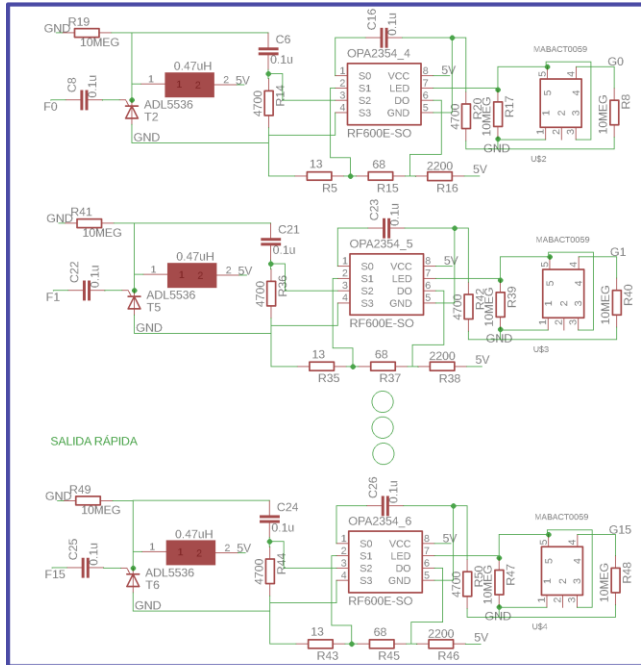 R19
GND
10MEG
C6
0.1u
C16
0.1u
OPA2354_4
MABACT0059
0.47uH
1 2 5V
C8
0.1u
F0
ADL5536
T2
GND
4700
R14
1 S0 VCC 8 5V
2 S1 LED 7
3 S2 DO 6
4 S3 GND 5
RF600E-SO
4700
R20
10MEG
R17
GND
5 4
1 2 3
G0
10MEG
R8
U$2
13
R5
68
R15
2200
R16
5V
R41
GND
10MEG
C21
0.1u
C23
0.1u
OPA2354_5
MABACT0059
0.47uH
1 2 5V
C22
0.1u
F1
ADL5536
T5
GND
4700
R36
1 S0 VCC 8 5V
2 S1 LED 7
3 S2 DO 6
4 S3 GND 5
RF600E-SO
4700
R42
10MEG
R39
GND
5 4
1 2 3
G1
10MEG
R40
U$3
13
R35
68
R37
2200
R38
5V
SALIDA RÁPIDA
R49
GND
10MEG
C24
0.1u
C26
0.1u
OPA2354_6
MABACT0059
0.47uH
1 2 5V
C25
0.1u
F15
ADL5536
T6
GND
4700
R44
1 S0 VCC 8 5V
2 S1 LED 7
3 S2 DO 6
4 S3 GND 5
RF600E-SO
4700
R50
10MEG
R47
GND
5 4
1 2 3
G15
10MEG
R48
U$4
13
R43
68
R45
2200
R46
5V